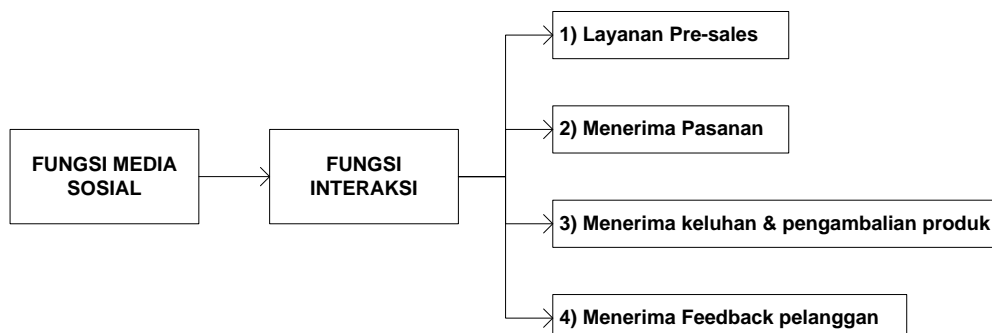 FUNGSI MEDIA
SOSIAL
FUNGSI
INTERAKSI
1) Layanan Pre-sales
2) Menerima Pasanan
3) Menerima keluhan & pengambalian produk
4) Menerima Feedback pelanggan